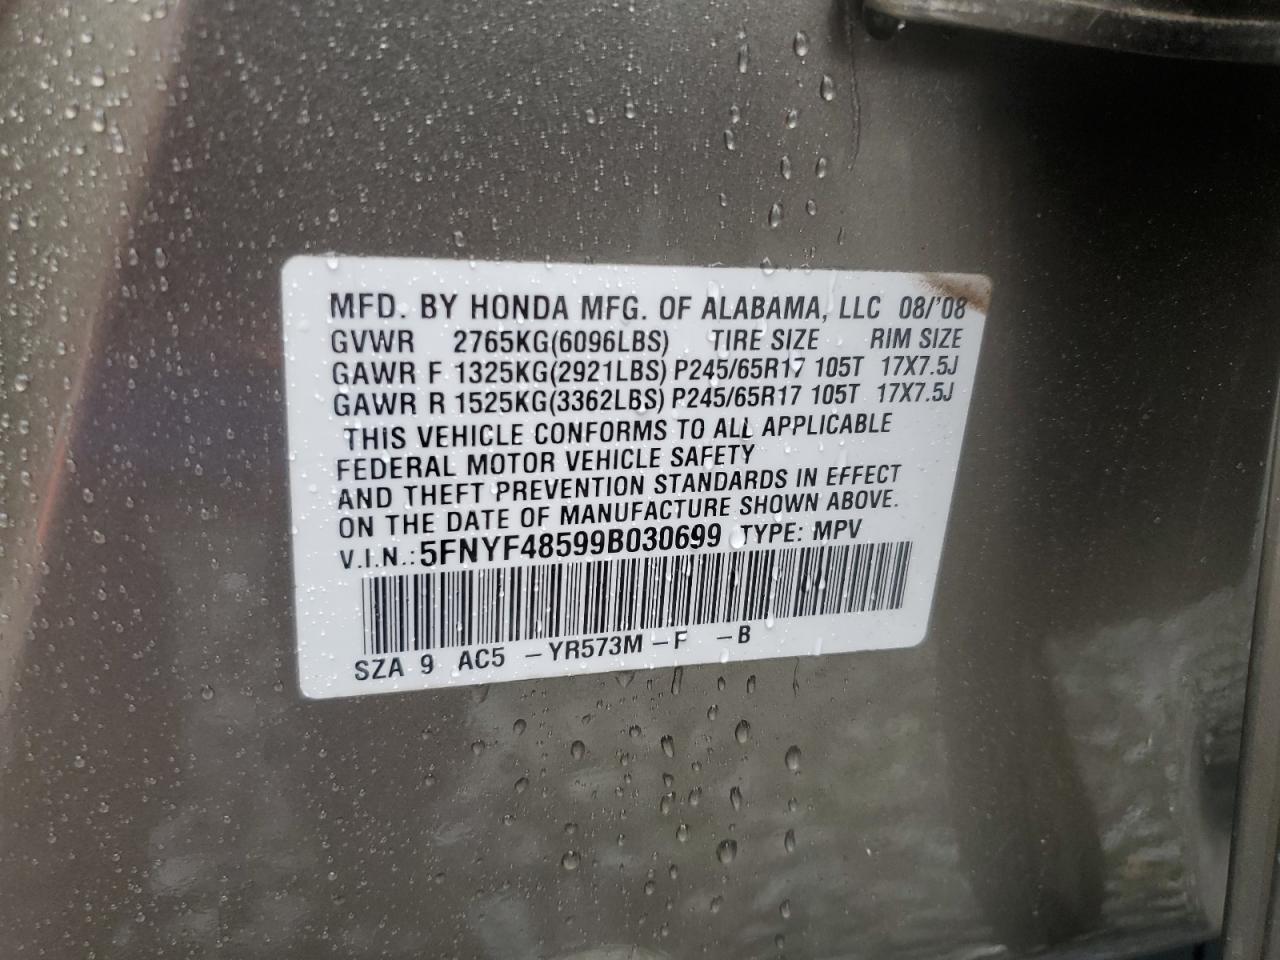 MFD. BY HONDA MFG. OF ALABAMA, LLC 08/'08
GVWR 2765KG(6096LBS) TIRE SIZE RIM SIZE
GAWR F 1325KG(2921LBS) P245/65R17 105T 17X7.5J
GAWR R 1525KG(3362LBS) P245/65R17 105T 17X7.5J
THIS VEHICLE CONFORMS TO ALL APPLICABLE
FEDERAL MOTOR VEHICLE SAFETY
AND THEFT PREVENTION STANDARDS IN EFFECT
ON THE DATE OF MANUFACTURE SHOWN ABOVE.
V.I.N.: 5FNYF48599B030699 TYPE: MPV
SZA 9 AC5 -YR573M-F -B